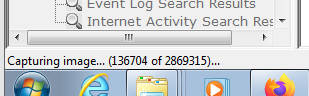 Event Log Search Results
Internet Activity Search Res
Capturing image... (136704 of 2869315)...